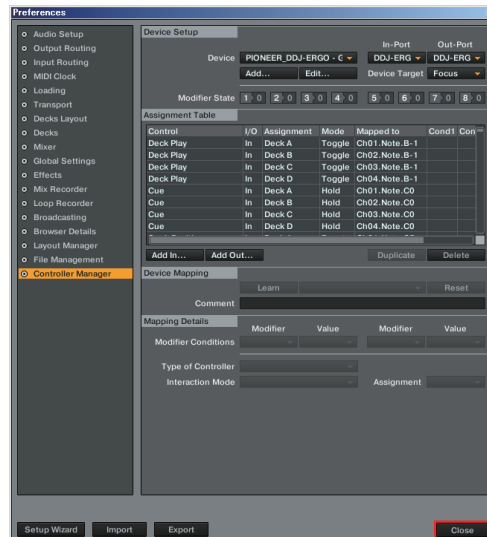 Preferences
Audio Setup
Output Routing
Input Routing
MIDI Clock
Loading
Transport
Decks Layout
Decks
Mixer
Global Settings
Effects
Mix Recorder
Loop Recorder
Broadcasting
Browser Details
Layout Manager
File Management
Controller Manager
Device Setup
In-Port Out-Port
Device PIONEER_DDJ-ERGO - G DDJ-ERG DDJ-ERG
Add... Edit... Device Target Focus
Modifier State 1 0 2 0 3 0 4 0 5 0 6 0 7 0 8 0
Assignment Table
Control I/O Assignment Mode Mapped to Cond1 Con
Deck Play In Deck A Toggle Ch01.Note.B-1
Deck Play In Deck B Toggle Ch02.Note.B-1
Deck Play In Deck C Toggle Ch03.Note.B-1
Deck Play In Deck D Toggle Ch04.Note.B-1
Cue In Deck A Hold Ch01.Note.C0
Cue In Deck B Hold Ch02.Note.C0
Cue In Deck C Hold Ch03.Note.C0
Cue In Deck D Hold Ch04.Note.C0
Add In... Add Out... Duplicate Delete
Device Mapping
Learn Reset
Comment
Mapping Details
Modifier Value Modifier Value
Modifier Conditions
Type of Controller
Interaction Mode Assignment
Setup Wizard Import Export Close